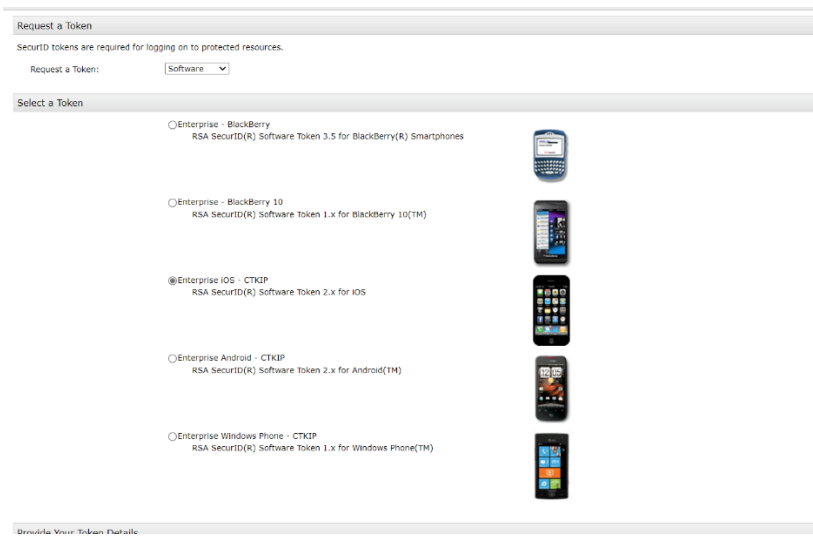 Request a Token
SecurID tokens are required for logging on to protected resources.
Request a Token: Software
Select a Token
Enterprise - BlackBerry
RSA SecurID(R) Software Token 3.5 for BlackBerry(R) Smartphones
Enterprise - BlackBerry 10
RSA SecurID(R) Software Token 1.x for BlackBerry 10(TM)
Enterprise iOS - CTKIP
RSA SecurID(R) Software Token 2.x for iOS
Enterprise Android - CTKIP
RSA SecurID(R) Software Token 2.x for Android(TM)
Enterprise Windows Phone - CTKIP
RSA SecurID(R) Software Token 1.x for Windows Phone(TM)
Provide Your Token Details